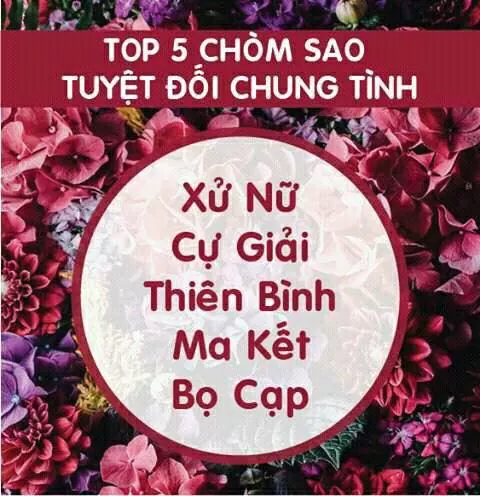 TOP 5 CHÒM SAO
TUYỆT ĐỐI CHUNG TÌNH
Xử Nữ
Cự Giải
Thiên Bình
Ma Kết
Bọ Cạp